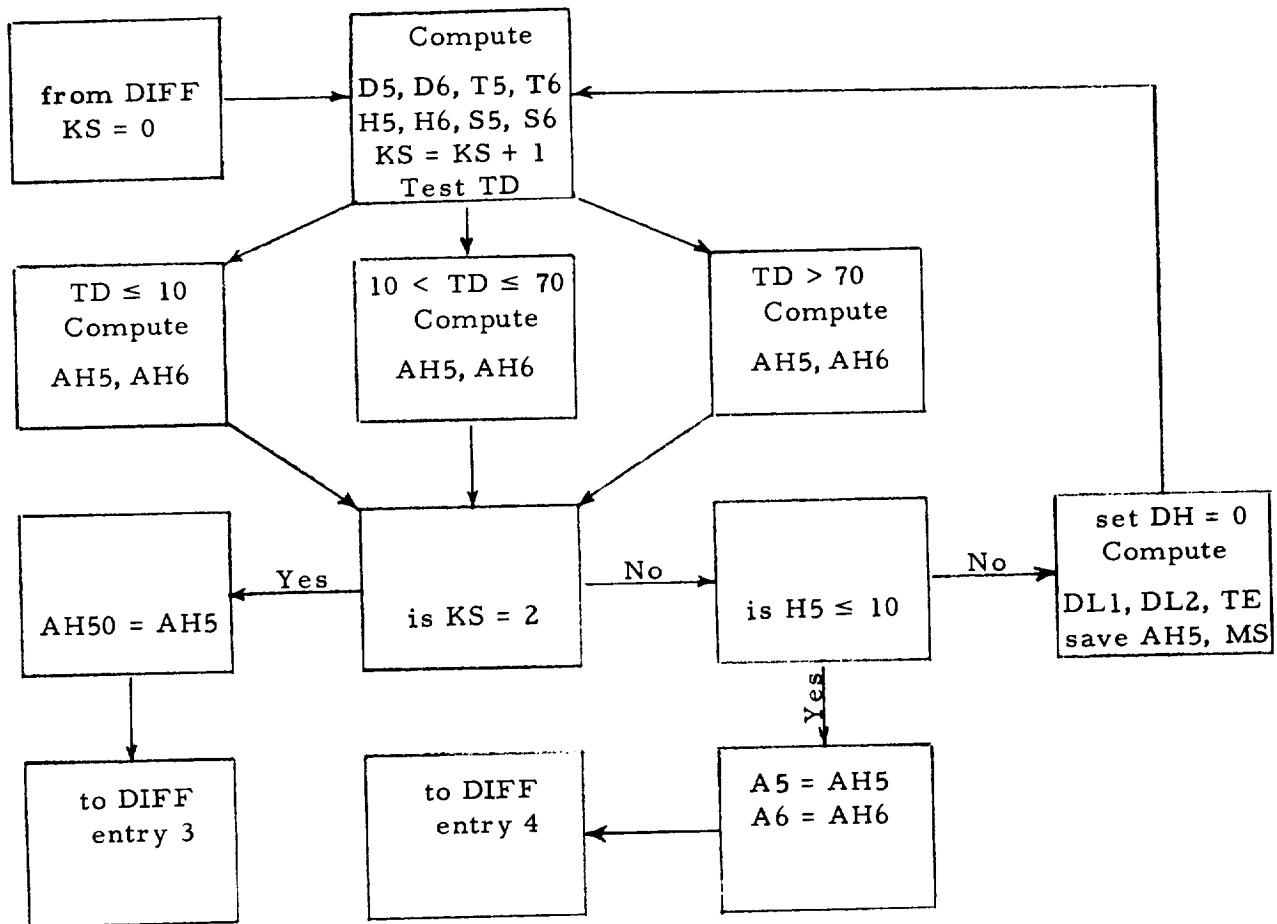 from DIFF
KS = 0
Compute
D5, D6, T5, T6
H5, H6, S5, S6
KS = KS + 1
Test TD
TD ≤ 10
Compute
AH5, AH6
10 < TD ≤ 70
Compute
AH5, AH6
TD > 70
Compute
AH5, AH6
AH50 = AH5
Yes
is KS = 2
No
is H5 ≤ 10
No
set DH = 0
Compute
DL1, DL2, TE
save AH5, MS
Yes
to DIFF
entry 3
to DIFF
entry 4
A5 = AH5
A6 = AH6